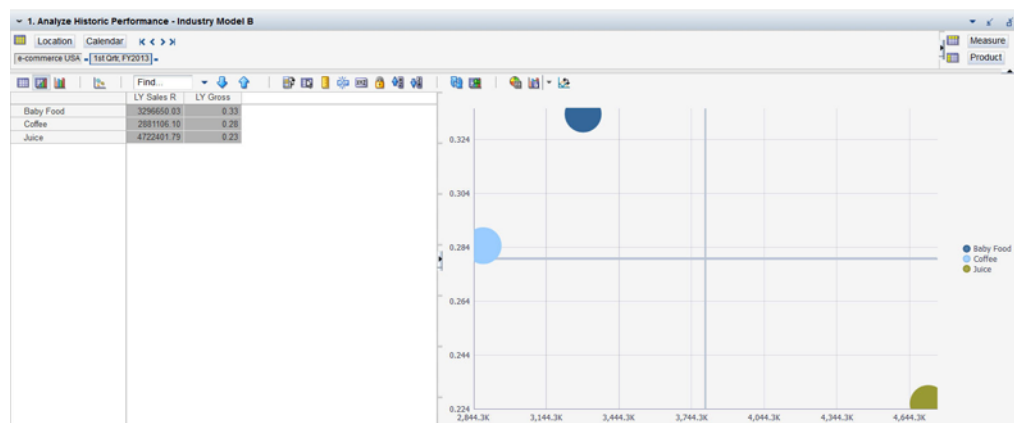 1. Analyze Historic Performance - Industry Model B
Location Calendar
Measure
e-commerce USA 1st Qrtr, FY2013
Product
Find...
LY Sales R LY Gross
Baby Food 3296650.03 0.33
Coffee 2881106.10 0.28
Juice 4722401.79 0.23
0.324
0.304
0.284
0.264
0.244
0.224
2,844.3K 3,144.3K 3,444.3K 3,744.3K 4,044.3K 4,344.3K 4,644.3K
Baby Food
Coffee
Juice